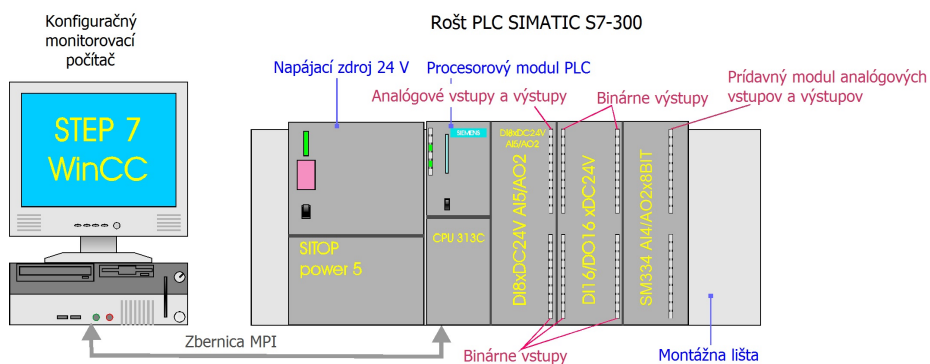 Konfiguračný
monitorovací
počítač
Rošt PLC SIMATIC S7-300
Napájací zdroj 24 V
Procesorový modul PLC
Analógové vstupy a výstupy
Binárne výstupy
Prídavný modul analógových
vstupov a výstupov
STEP 7
WinCC
SIEMENS
DI8xDC24V
AI5/AO2
SITOP
power 5
CPU 313C
DI8xDC24V AI5/AO2
DI16/DO16 xDC24V
SM334 AI4/AO2x8BIT
Zbernica MPI
Binárne vstupy
Montážna lišta